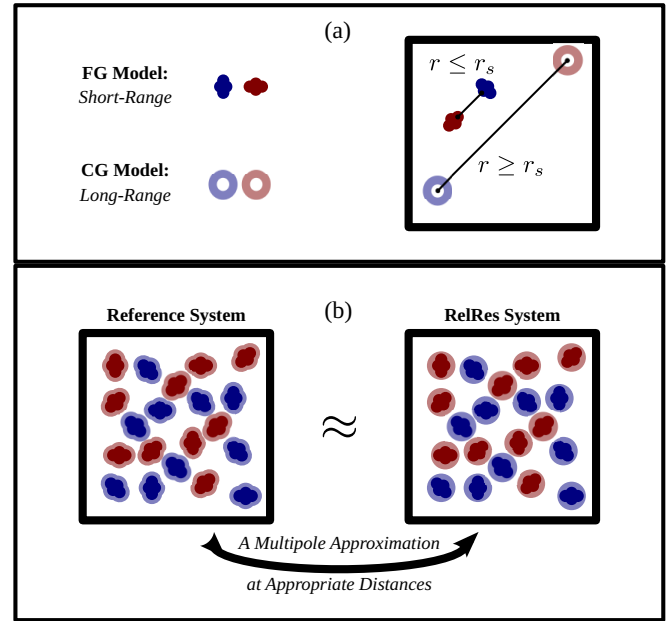 (a)
FG Model:
Short-Range
CG Model:
Long-Range
r ≤ r_s
r ≥ r_s
(b)
Reference System
RelRes System
≈
A Multipole Approximation
at Appropriate Distances